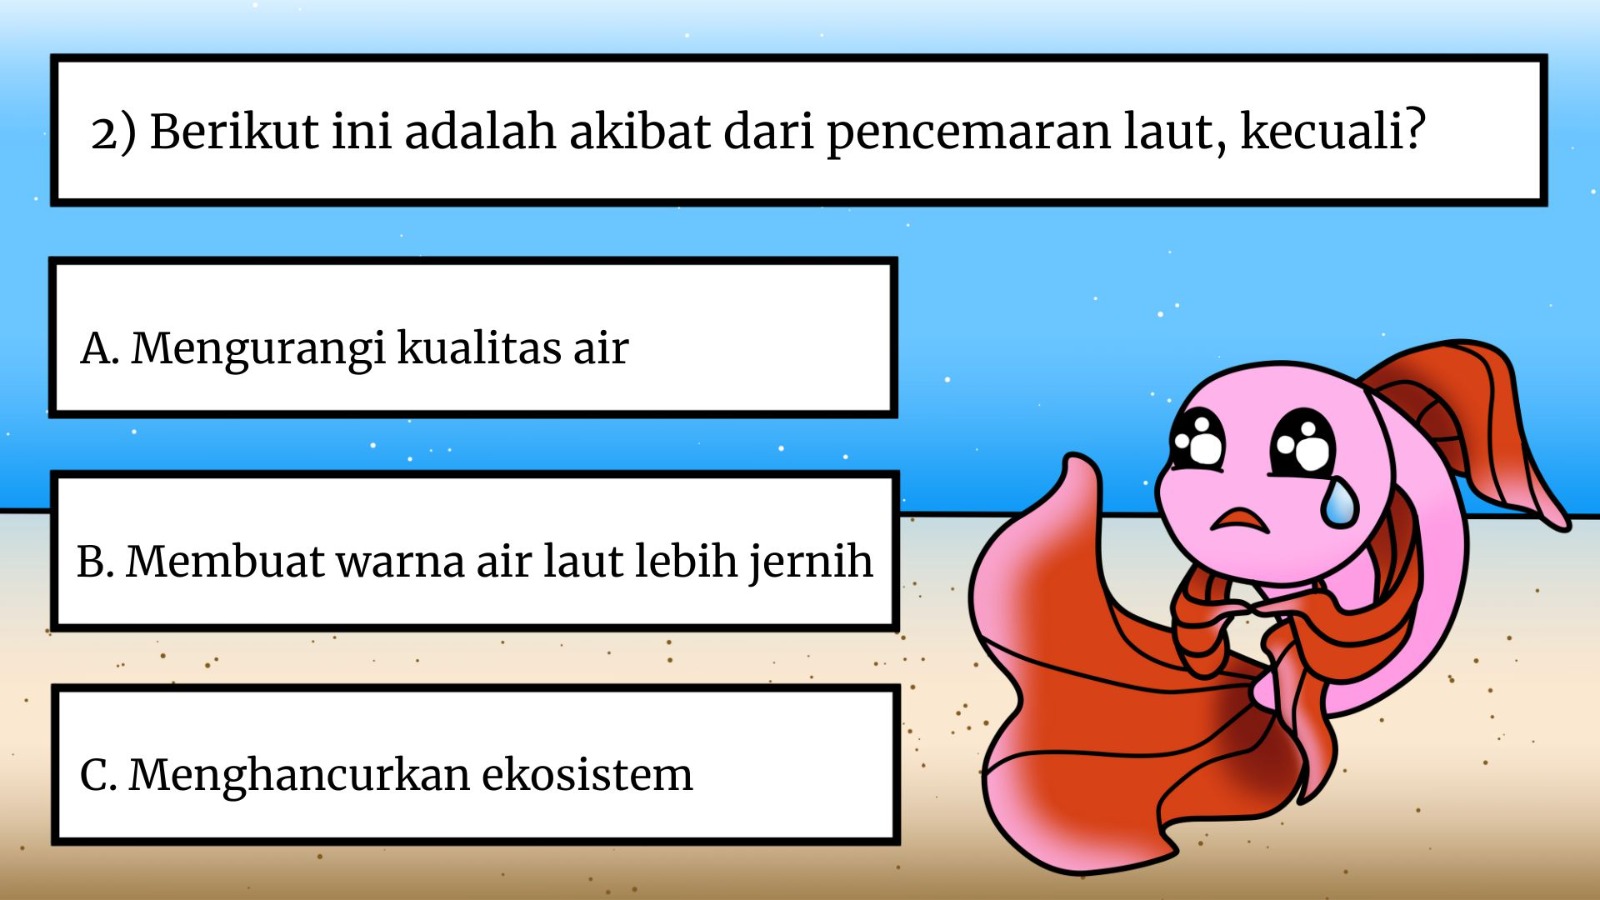 2) Berikut ini adalah akibat dari pencemaran laut, kecuali?
A. Mengurangi kualitas air
B. Membuat warna air laut lebih jernih
C. Menghancurkan ekosistem